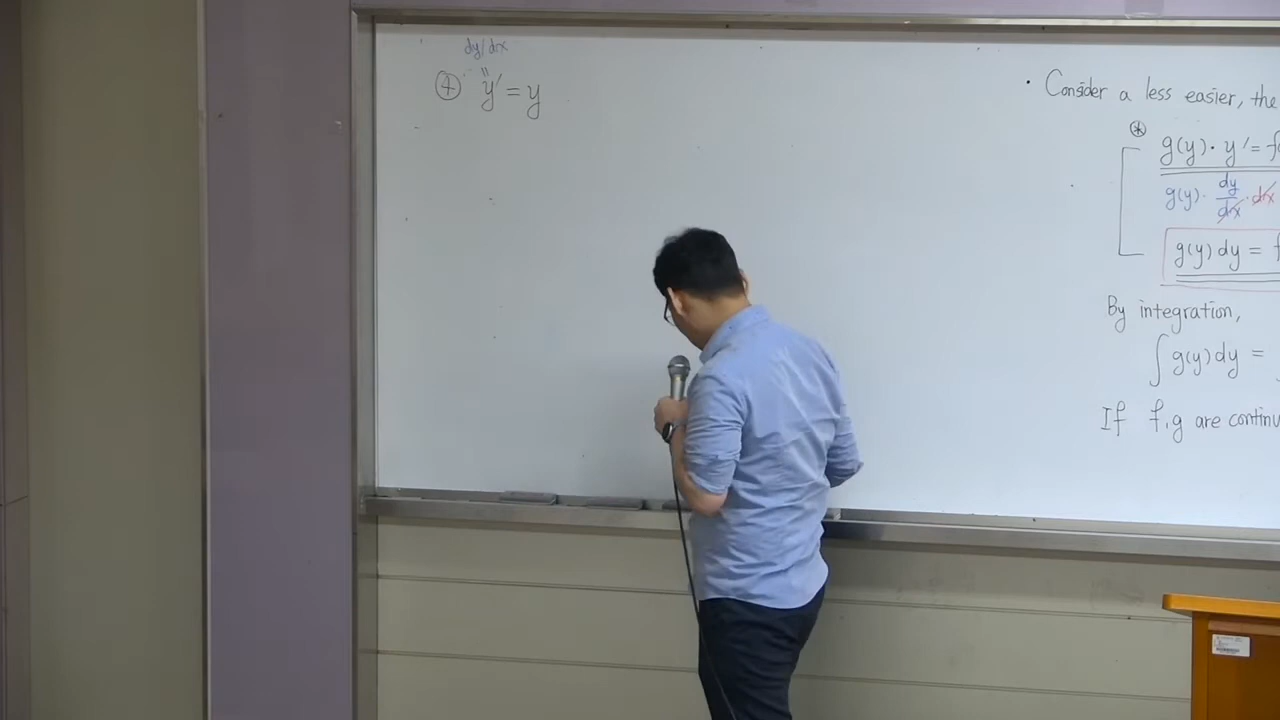 dy/dx
"
④ y' = y
· Consider a less easier, the
⊛
g(y)· y' = f
g(y)· dy/dx · dx
g(y) dy = f
By integration,
∫ g(y) dy =
If f, g are continu